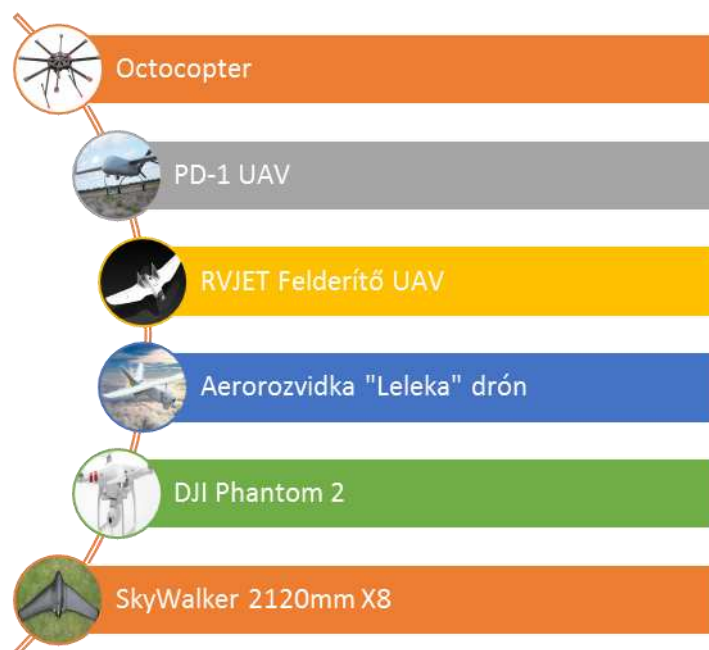 Octocopter
PD-1 UAV
RVJET Felderítő UAV
Aerorozvidka "Leleka" drón
DJI Phantom 2
SkyWalker 2120mm X8